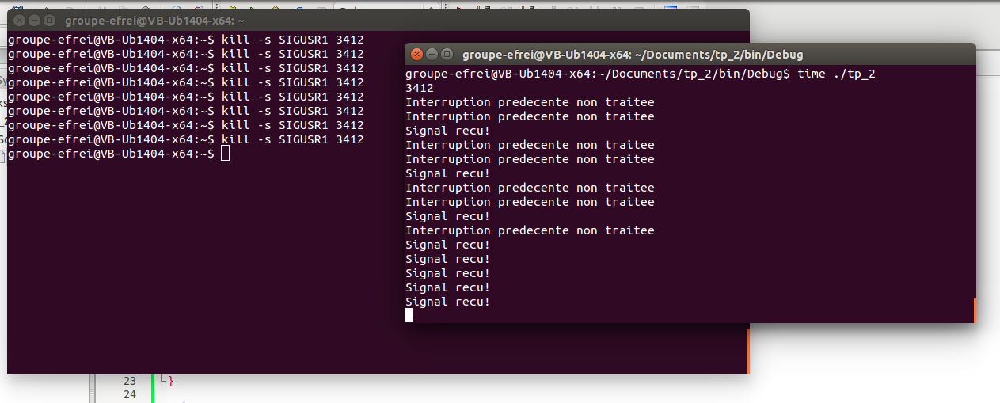 groupe-efrei@VB-Ub1404-x64: ~
groupe-efrei@VB-Ub1404-x64:~$ kill -s SIGUSR1 3412
groupe-efrei@VB-Ub1404-x64:~$ kill -s SIGUSR1 3412
groupe-efrei@VB-Ub1404-x64:~$ kill -s SIGUSR1 3412
groupe-efrei@VB-Ub1404-x64:~$ kill -s SIGUSR1 3412
groupe-efrei@VB-Ub1404-x64:~$ kill -s SIGUSR1 3412
groupe-efrei@VB-Ub1404-x64:~$ kill -s SIGUSR1 3412
groupe-efrei@VB-Ub1404-x64:~$ kill -s SIGUSR1 3412
groupe-efrei@VB-Ub1404-x64:~$ kill -s SIGUSR1 3412
groupe-efrei@VB-Ub1404-x64:~$
groupe-efrei@VB-Ub1404-x64: ~/Documents/tp_2/bin/Debug
groupe-efrei@VB-Ub1404-x64:~/Documents/tp_2/bin/Debug$ time ./tp_2
3412
Interruption predecente non traitee
Interruption predecente non traitee
Signal recu!
Interruption predecente non traitee
Interruption predecente non traitee
Signal recu!
Interruption predecente non traitee
Interruption predecente non traitee
Signal recu!
Interruption predecente non traitee
Signal recu!
Signal recu!
Signal recu!
Signal recu!
Signal recu!
23 }
24